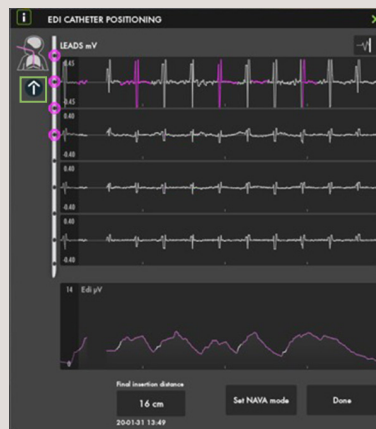 i EDI CATHETER POSITIONING
LEADS mV
0.45
0.45
0.40
-0.40
0.40
-0.40
0.40
-0.40
14 Edi µV
0
Final insertion distance
16 cm
Set NAVA mode
Done
20-01-31 13:49